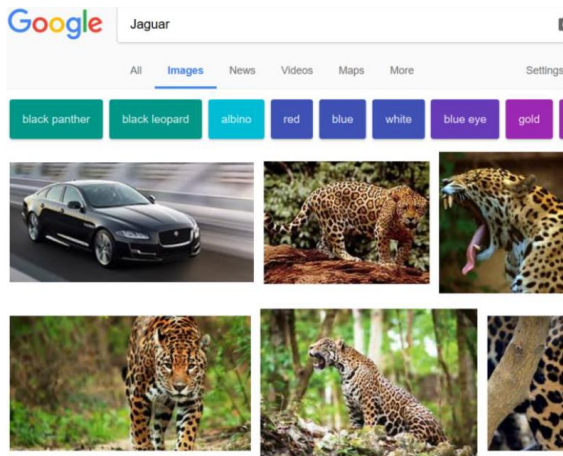 Google Jaguar
All Images News Videos Maps More Settings
black panther black leopard albino red blue white blue eye gold